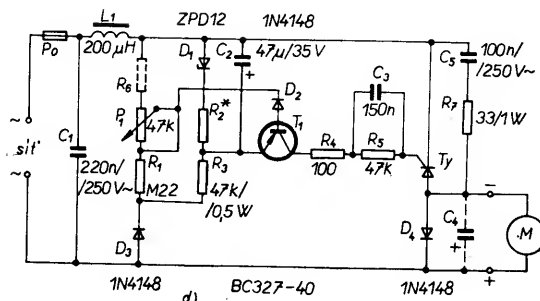 L1
ZPD12
1N4148
Po
200 µH
D1
C2
47µ/35V
100n/
/250V~
C5
R6
D2
C3
150n
P1
47k
R2*
T1
R7
33/1W
~
sít'
~
C1
R4
100
R5
47k
Ty
R1
M22
R3
47k/
/0,5W
220n/
/250V~
–
D4
C4
M
D3
+
+
+
1N4148
BC327-40
1N4148
d)